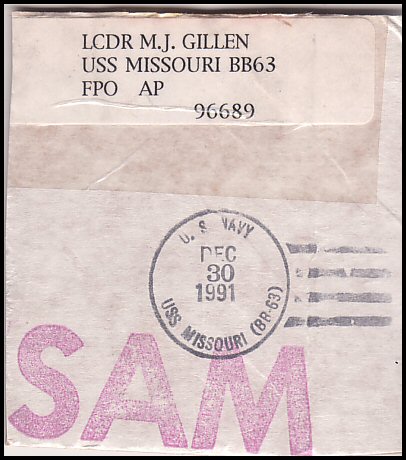 LCDR M.J. GILLEN
USS MISSOURI BB63
FPO AP
96689
U.S. NAVY
DEC
30
1991
USS MISSOURI (BB-63)
SAM